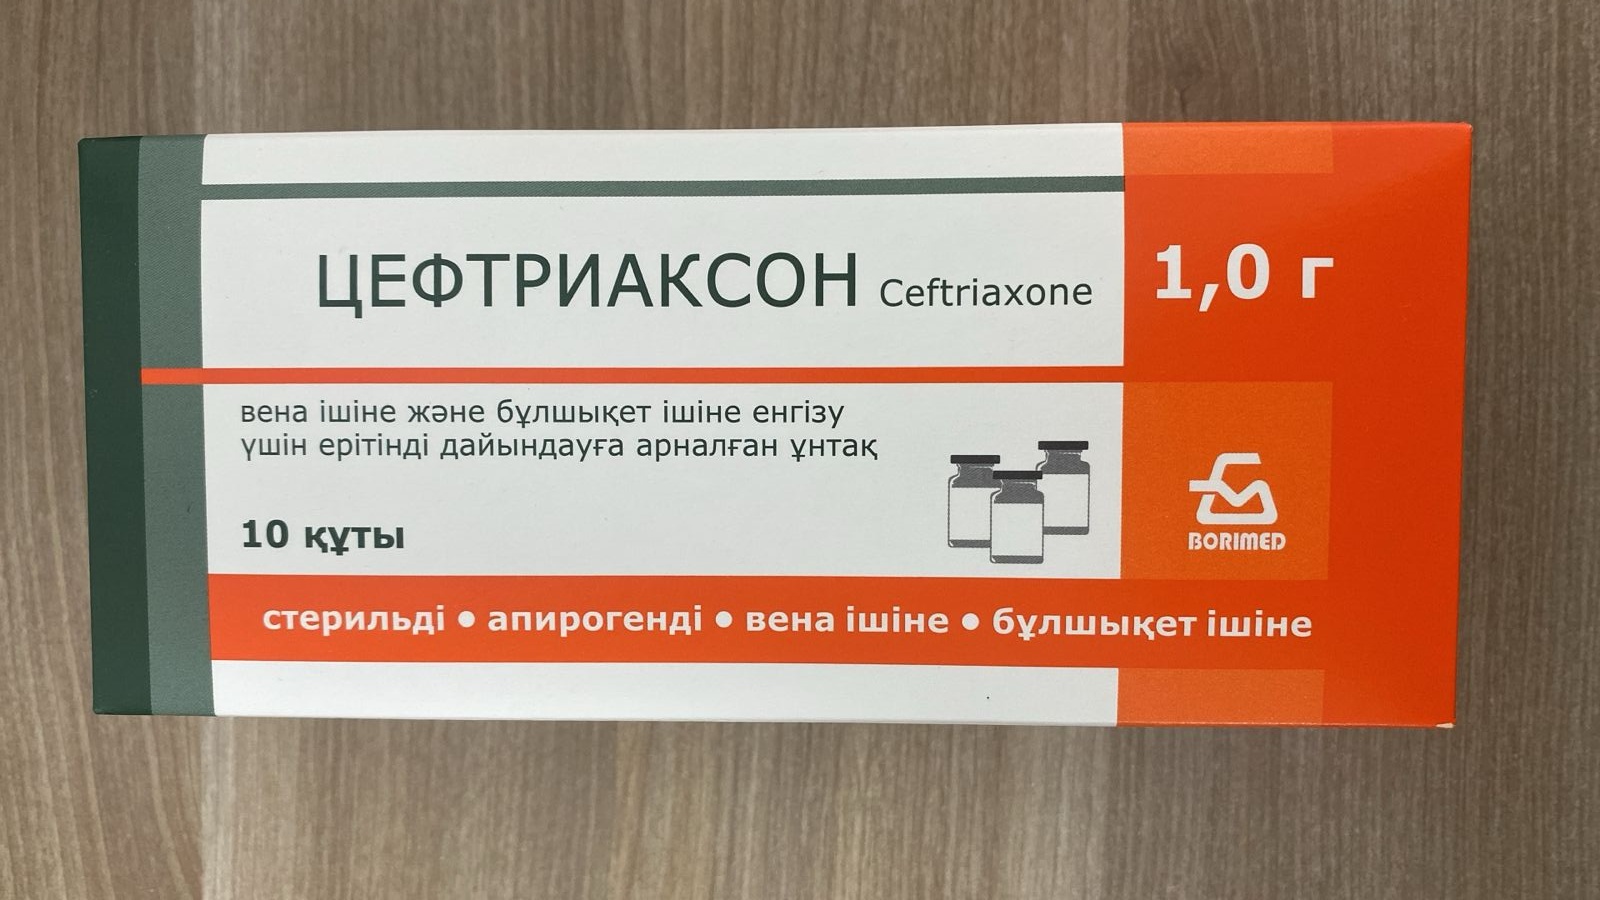 ЦЕФТРИАКСОН Ceftriaxone 1,0 г
вена ішіне және бұлшықет ішіне енгізу
үшін ерітінді дайындауға арналған ұнтақ
10 құты
BORIMED
стерильді • апирогенді • вена ішіне • бұлшықет ішіне